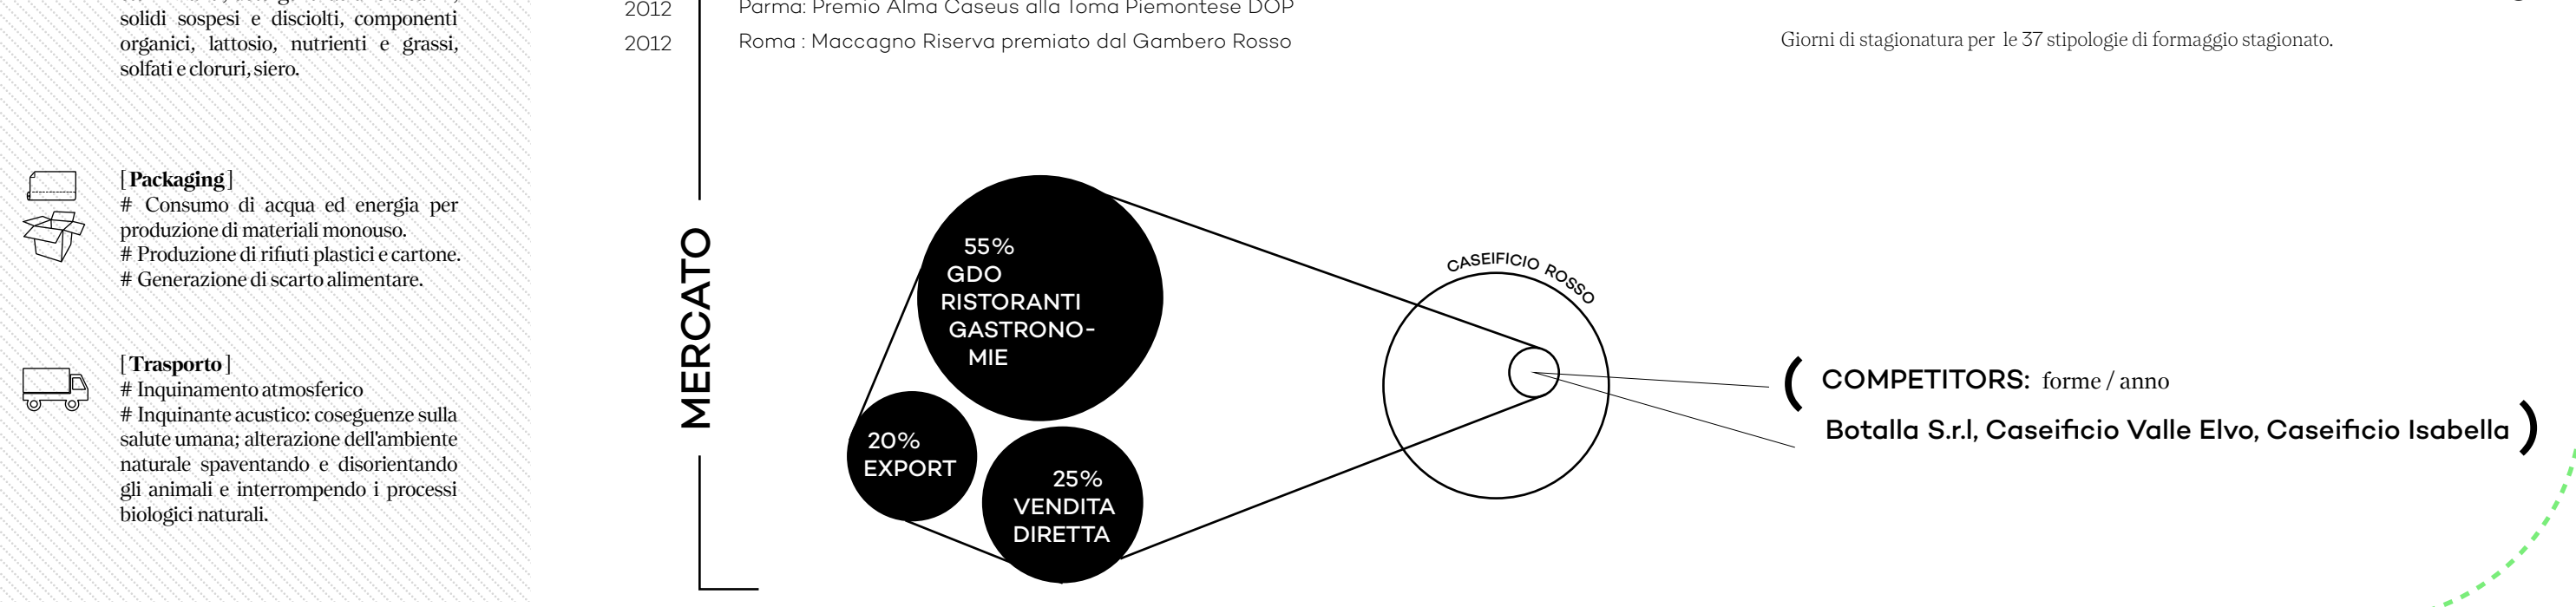 solidi sospesi e disciolti, componenti
organici, lattosio, nutrienti e grassi,
solfati e cloruri, siero.
[ Packaging ]
# Consumo di acqua ed energia per
produzione di materiali monouso.
# Produzione di rifiuti plastici e cartone.
# Generazione di scarto alimentare.
[ Trasporto ]
# Inquinamento atmosferico
# Inquinante acustico: coseguenze sulla
salute umana; alterazione dell'ambiente
naturale spaventando e disorientando
gli animali e interrompendo i processi
biologici naturali.
2012 Parma: Premio Alma Caseus alla Toma Piemontese DOP
2012 Roma : Maccagno Riserva premiato dal Gambero Rosso
Giorni di stagionatura per le 37 stipologie di formaggio stagionato.
MERCATO
55%
GDO
RISTORANTI
GASTRONO-
MIE
20%
EXPORT
25%
VENDITA
DIRETTA
CASEIFICIO ROSSO
( COMPETITORS: forme / anno
Botalla S.r.l, Caseificio Valle Elvo, Caseificio Isabella )